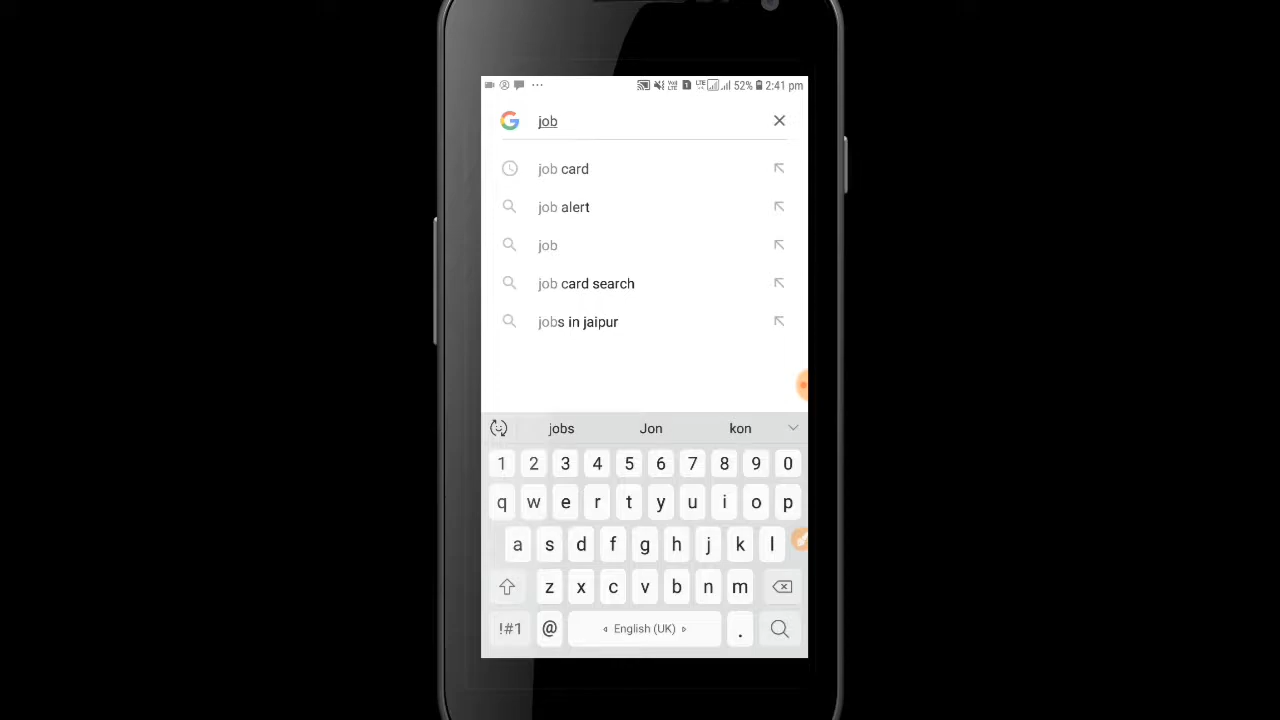 52% 2:41 pm
job
job card
job alert
job
job card search
jobs in jaipur
jobs Jon kon
1 2 3 4 5 6 7 8 9 0
q w e r t y u i o p
a s d f g h j k l
z x c v b n m
!#1 @ English (UK) .